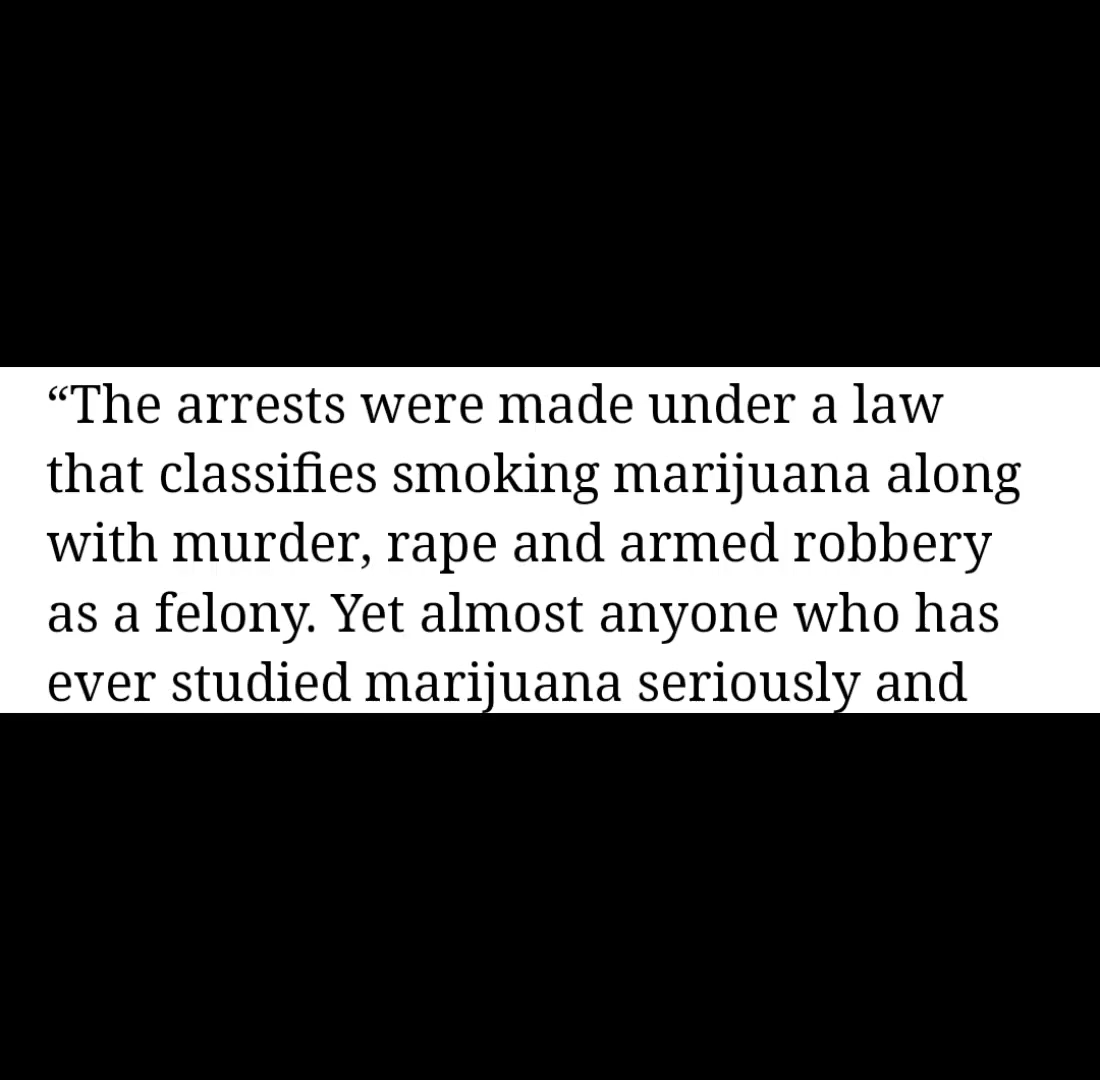 “The arrests were made under a law
that classifies smoking marijuana along
with murder, rape and armed robbery
as a felony. Yet almost anyone who has
ever studied marijuana seriously and